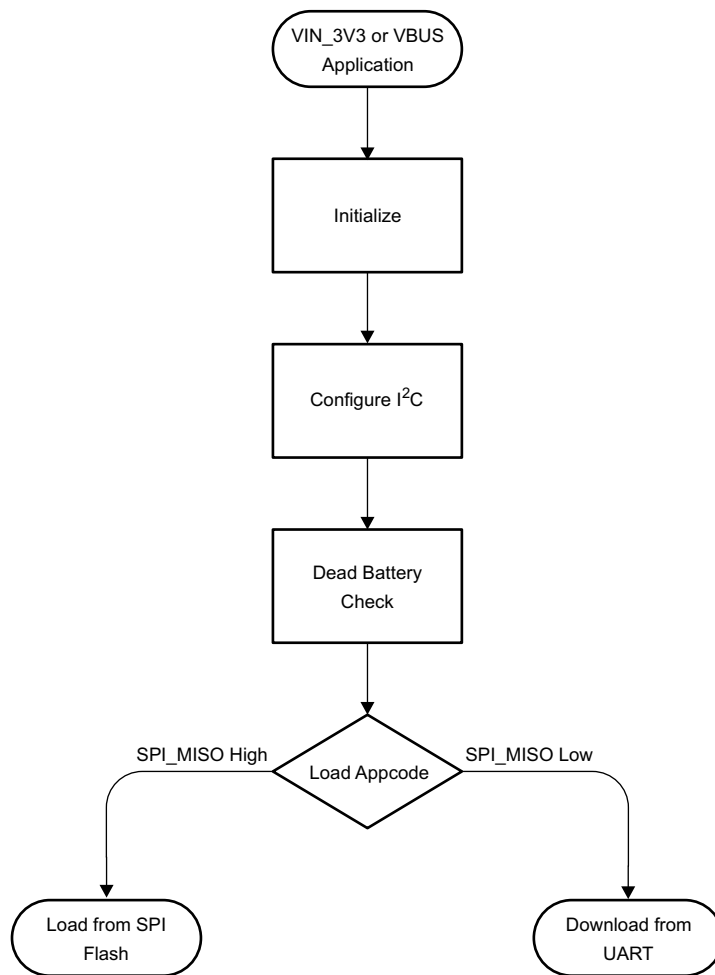 VIN_3V3 or VBUS
Application
Initialize
Configure I²C
Dead Battery
Check
SPI_MISO High
Load Appcode
SPI_MISO Low
Load from SPI
Flash
Download from
UART